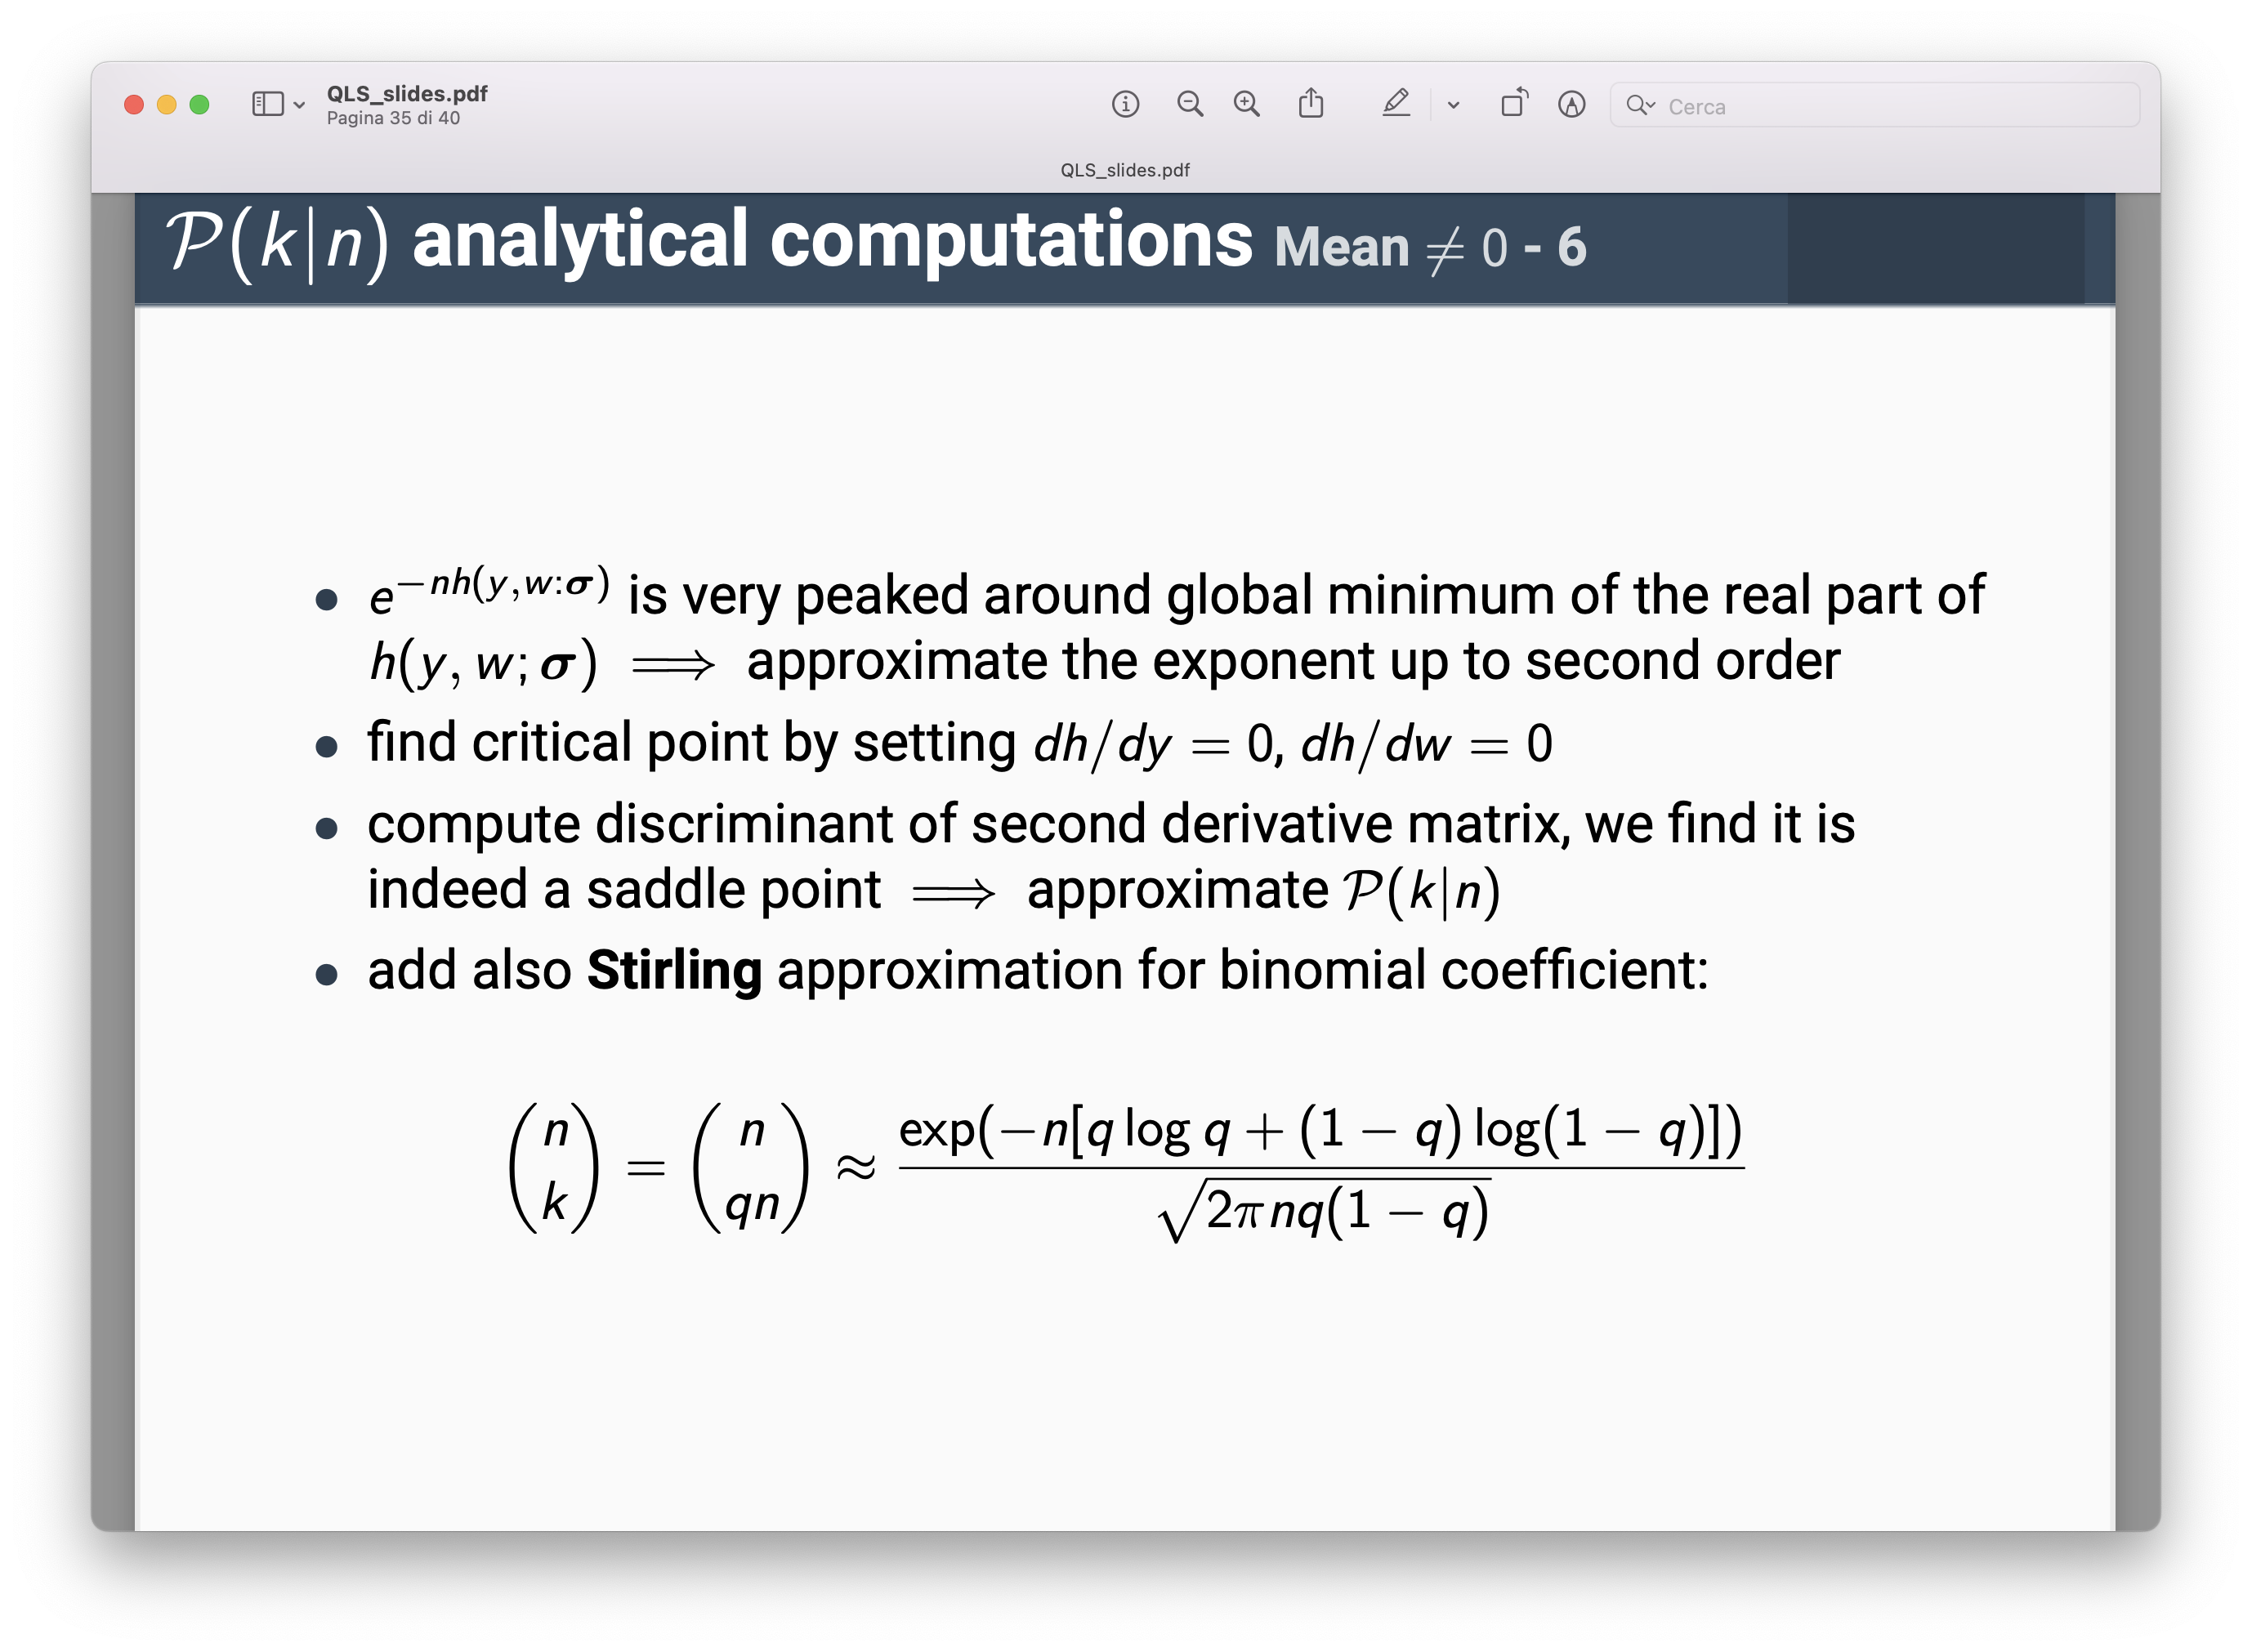 QLS_slides.pdf
Pagina 35 di 40
Cerca
QLS_slides.pdf
𝒫(k|n) analytical computations Mean ≠ 0 - 6
• e^{−nh(y,w:𝝈)} is very peaked around global minimum of the real part of
h(y, w; 𝝈) ⟹ approximate the exponent up to second order
• find critical point by setting dh/dy = 0, dh/dw = 0
• compute discriminant of second derivative matrix, we find it is
indeed a saddle point ⟹ approximate 𝒫(k|n)
• add also Stirling approximation for binomial coefficient:
(n k) = (n qn) ≈ exp(−n[q log q + (1 − q) log(1 − q)]) / √(2πnq(1 − q))